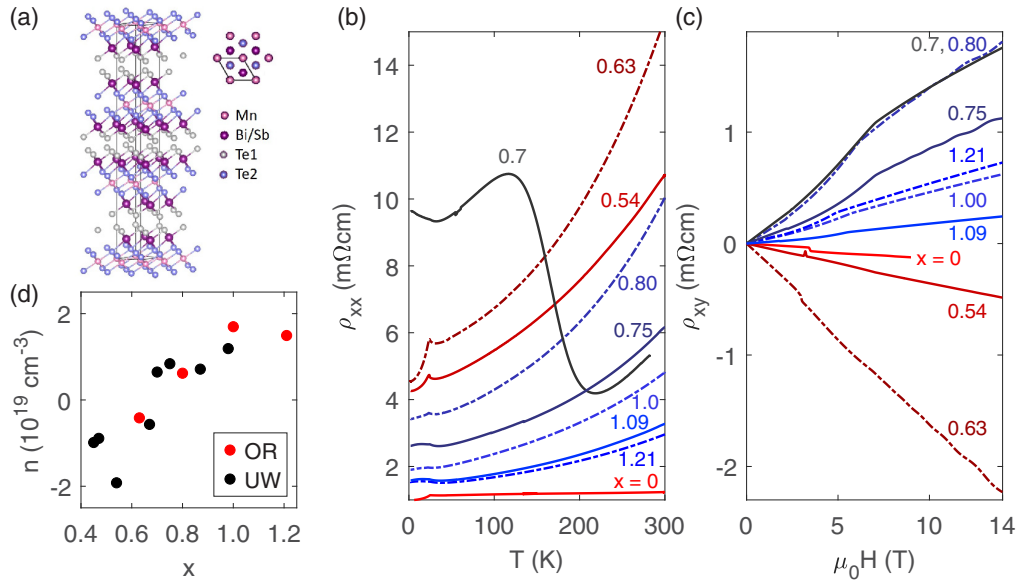 (a)
Mn
Bi/Sb
Te1
Te2
(b)
14
12
10
8
6
4
2
ρxx (mΩcm)
0
100
200
300
T (K)
0.63
0.7
0.54
0.80
0.75
1.0
1.09
1.21
x = 0
(c)
1
0
-1
-2
ρxy (mΩcm)
0
5
10
14
μ0H (T)
0.7, 0.80
0.75
1.21
1.00
1.09
x = 0
0.54
0.63
(d)
2
0
-2
n (10^19 cm^-3)
0.4
0.6
0.8
1.0
1.2
x
OR
UW